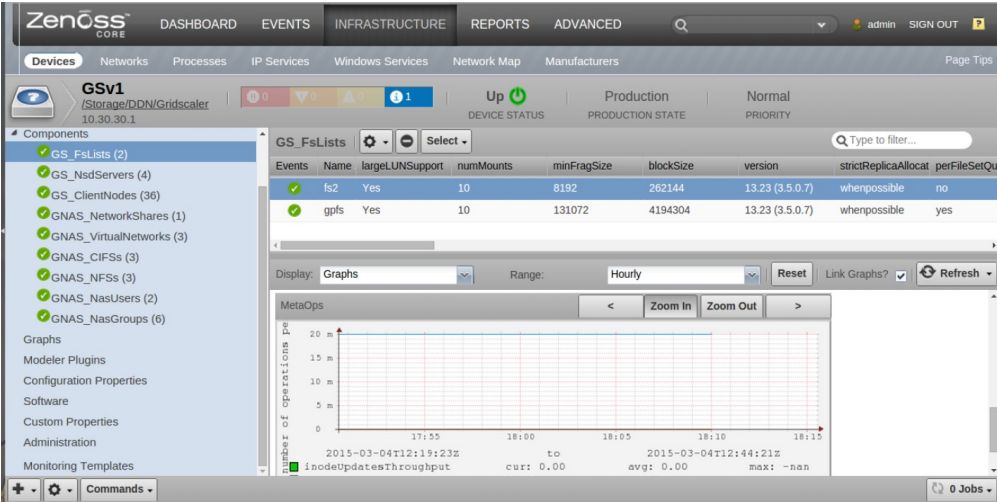 Zenoss CORE DASHBOARD EVENTS INFRASTRUCTURE REPORTS ADVANCED admin SIGN OUT ?
Devices Networks Processes IP Services Windows Services Network Map Manufacturers Page Tips
GSv1
/Storage/DDN/Gridscaler
10.30.30.1
0 0 1
Up
DEVICE STATUS
Production
PRODUCTION STATE
Normal
PRIORITY
Components
GS_FsLists (2)
GS_NsdServers (4)
GS_ClientNodes (36)
GNAS_NetworkShares (1)
GNAS_VirtualNetworks (3)
GNAS_CIFSs (3)
GNAS_NFSs (3)
GNAS_NasUsers (2)
GNAS_NasGroups (6)
Graphs
Modeler Plugins
Configuration Properties
Software
Custom Properties
Administration
Monitoring Templates
GS_FsLists Select Type to filter...
Events Name largeLUNSupport numMounts minFragSize blockSize version strictReplicaAllocat perFileSetQu
fs2 Yes 10 8192 262144 13.23 (3.5.0.7) whenpossible no
gpfs Yes 10 131072 4194304 13.23 (3.5.0.7) whenpossible yes
Display: Graphs Range: Hourly Reset Link Graphs? Refresh
MetaOps < Zoom In Zoom Out >
number of operations pe
20 m
15 m
10 m
5 m
0
17:55 18:00 18:05 18:10 18:15
2015-03-04T12:19:23Z to 2015-03-04T12:44:21Z
inodeUpdatesThroughput cur: 0.00 avg: 0.00 max: -nan
Commands 0 Jobs